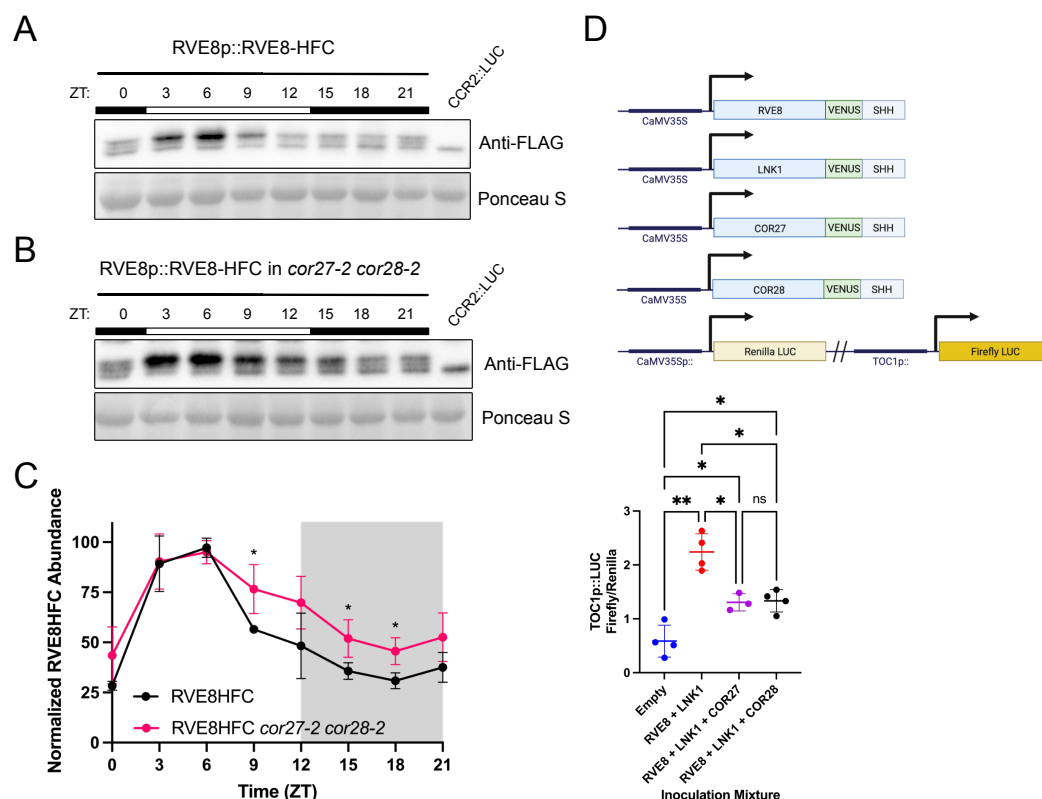 A
RVE8p::RVE8-HFC
CCR2::LUC
ZT: 0 3 6 9 12 15 18 21
Anti-FLAG
Ponceau S
B
RVE8p::RVE8-HFC in cor27-2 cor28-2
CCR2::LUC
ZT: 0 3 6 9 12 15 18 21
Anti-FLAG
Ponceau S
C
Normalized RVE8HFC Abundance
100
75
50
25
0
* * *
RVE8HFC
RVE8HFC cor27-2 cor28-2
0 3 6 9 12 15 18 21
Time (ZT)
D
RVE8 VENUS SHH
CaMV35S
LNK1 VENUS SHH
CaMV35S
COR27 VENUS SHH
CaMV35S
COR28 VENUS SHH
CaMV35S
Renilla LUC // Firefly LUC
CaMV35Sp:: TOC1p::
*
*
*
** * ns
TOC1p::LUC
Firefly/Renilla
3
2
1
0
Empty
RVE8 + LNK1
RVE8 + LNK1 + COR27
RVE8 + LNK1 + COR28
Inoculation Mixture